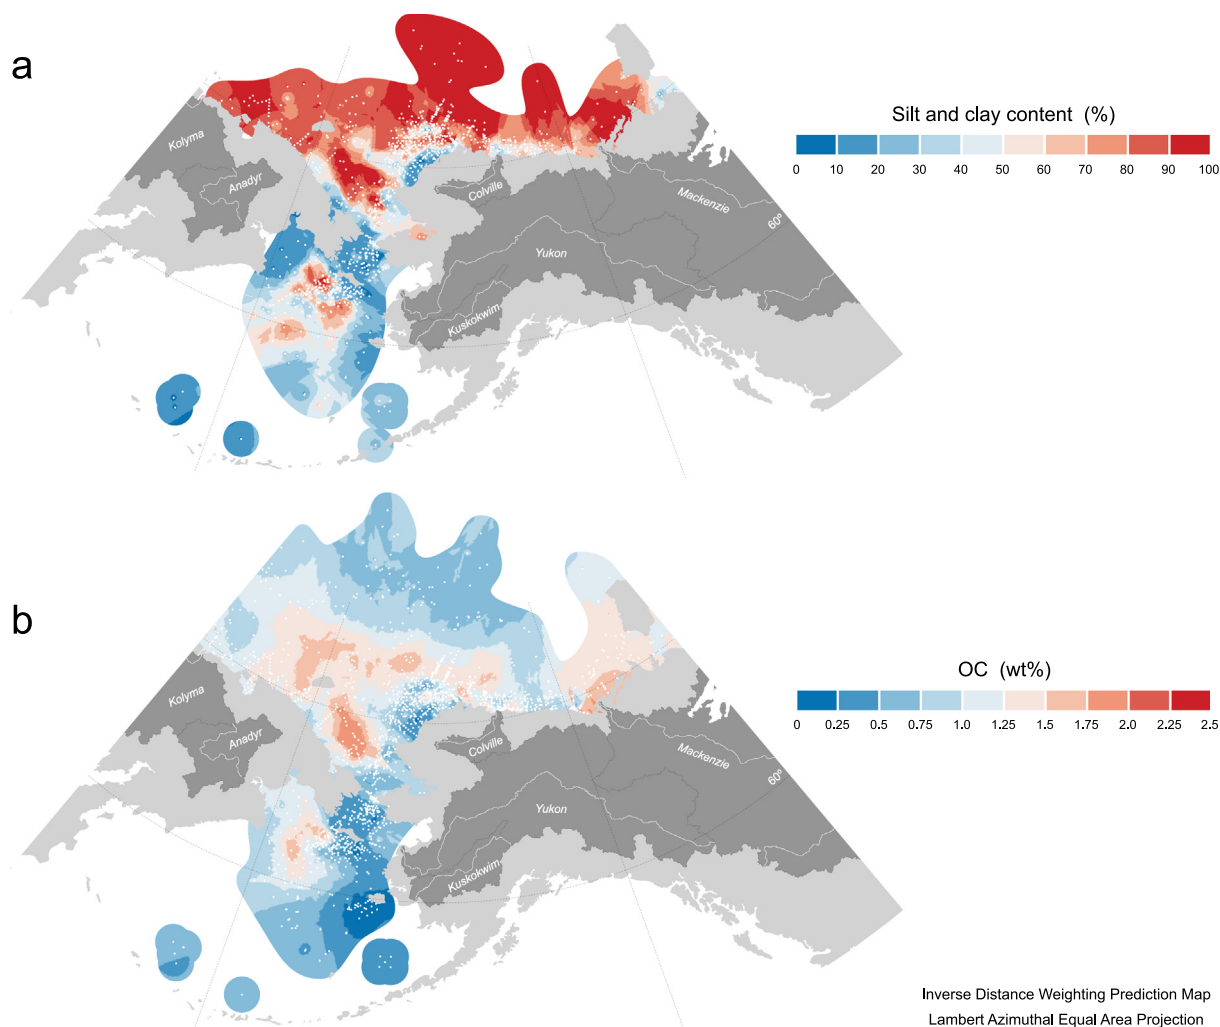 a
Silt and clay content (%)
0 10 20 30 40 50 60 70 80 90 100
Kolyma
Anadyr
Colville
Mackenzie
60º
Yukon
Kuskokwim
b
OC (wt%)
0 0.25 0.5 0.75 1.0 1.25 1.5 1.75 2.0 2.25 2.5
Kolyma
Anadyr
Colville
Mackenzie
60º
Yukon
Kuskokwim
Inverse Distance Weighting Prediction Map
Lambert Azimuthal Equal Area Projection